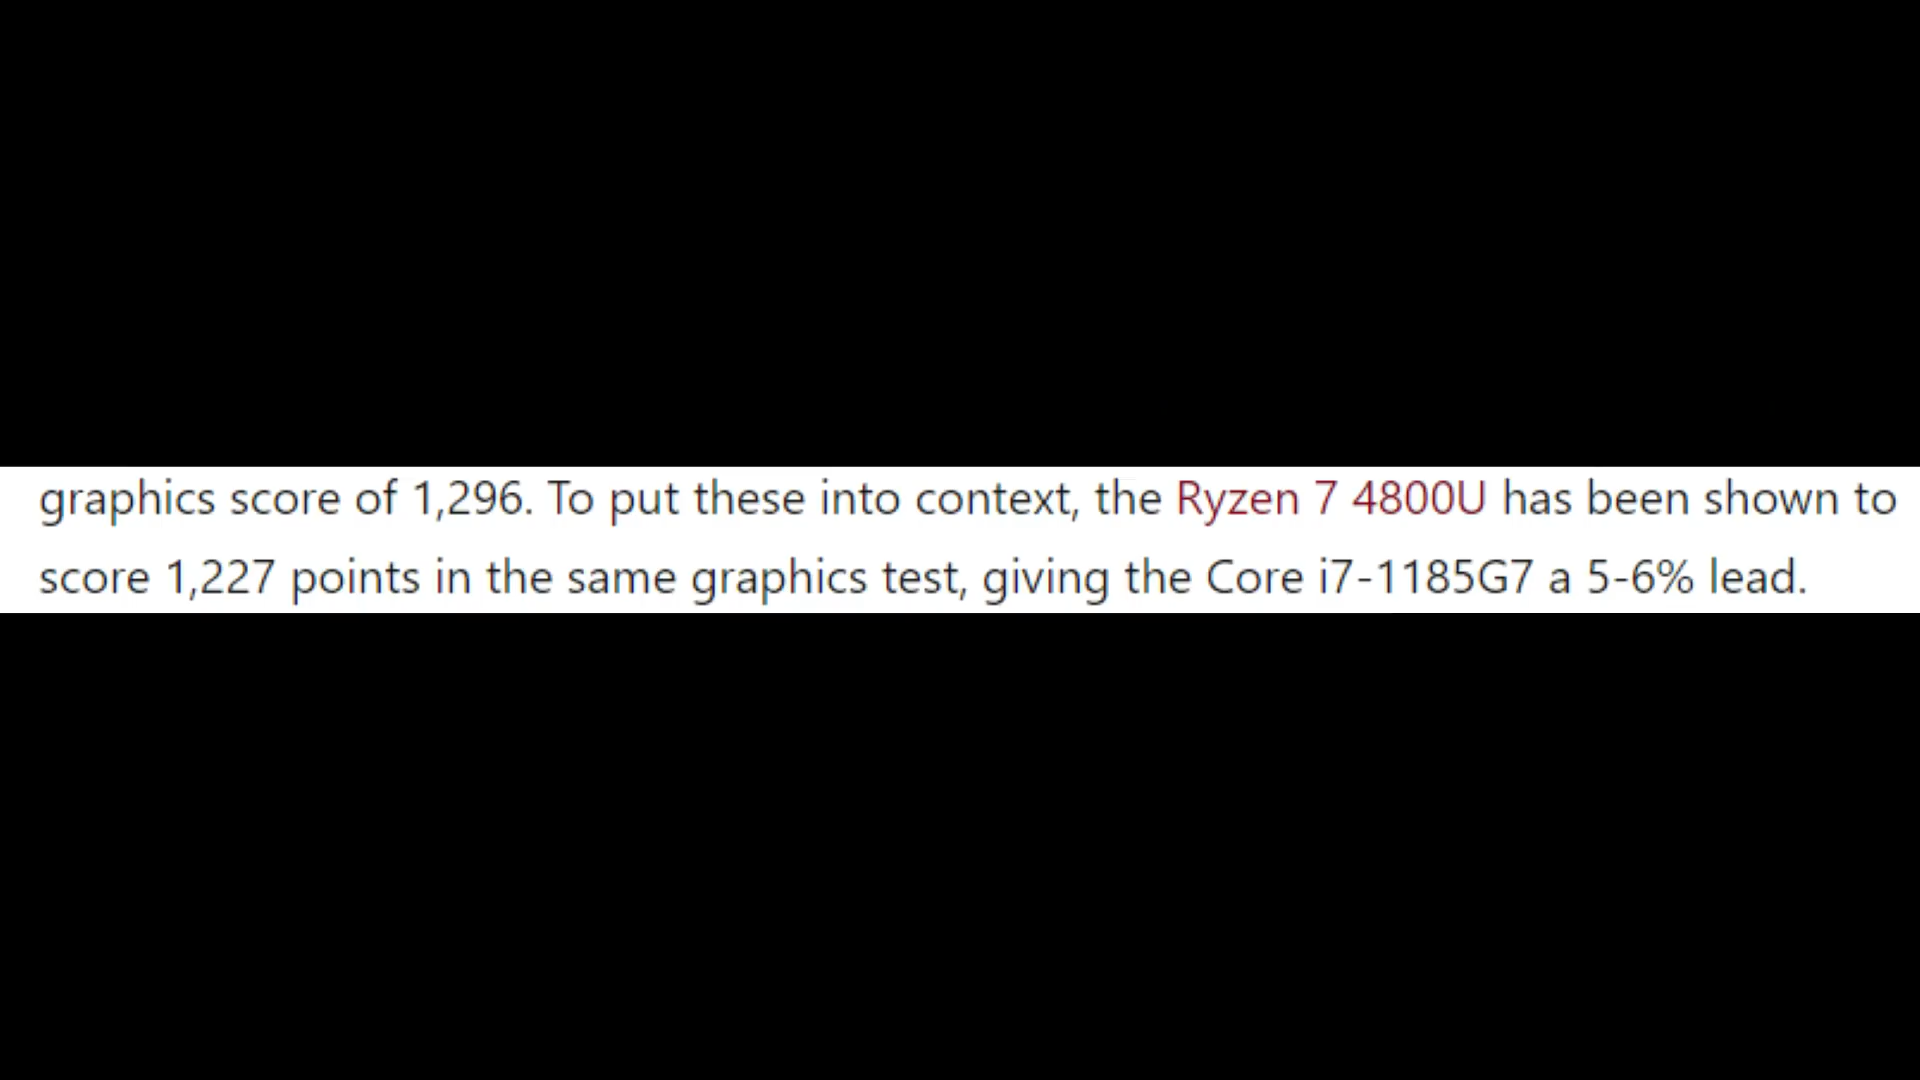 graphics score of 1,296. To put these into context, the Ryzen 7 4800U has been shown to
score 1,227 points in the same graphics test, giving the Core i7-1185G7 a 5-6% lead.